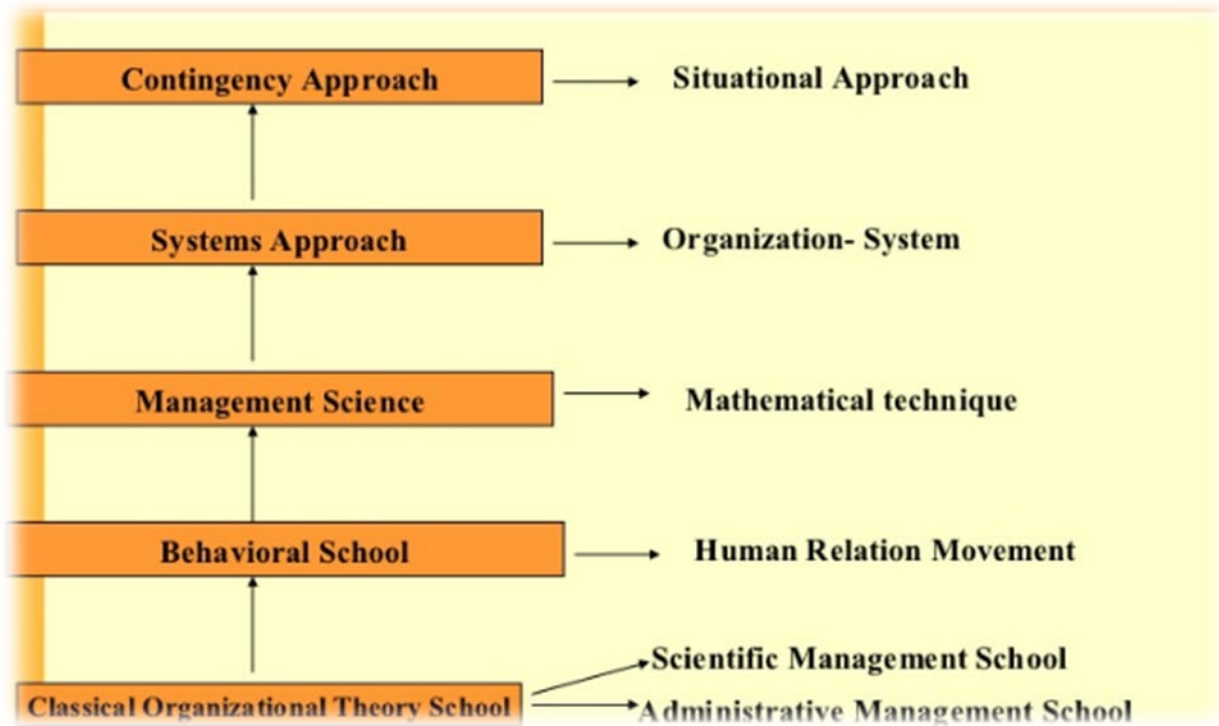 Contingency Approach
Situational Approach
Systems Approach
Organization- System
Management Science
Mathematical technique
Behavioral School
Human Relation Movement
Scientific Management School
Classical Organizational Theory School
Administrative Management School